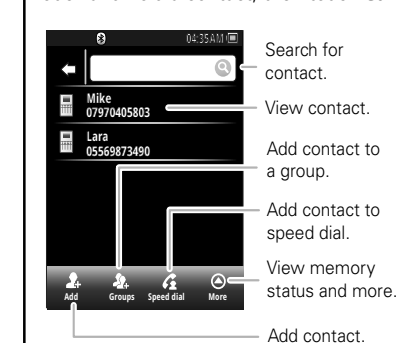 04:35AM
Mike
07970405803
Lara
05569873490
Add
Groups
Speed dial
More
Search for
contact.
View contact.
Add contact to
a group.
Add contact to
speed dial.
View memory
status and more.
Add contact.